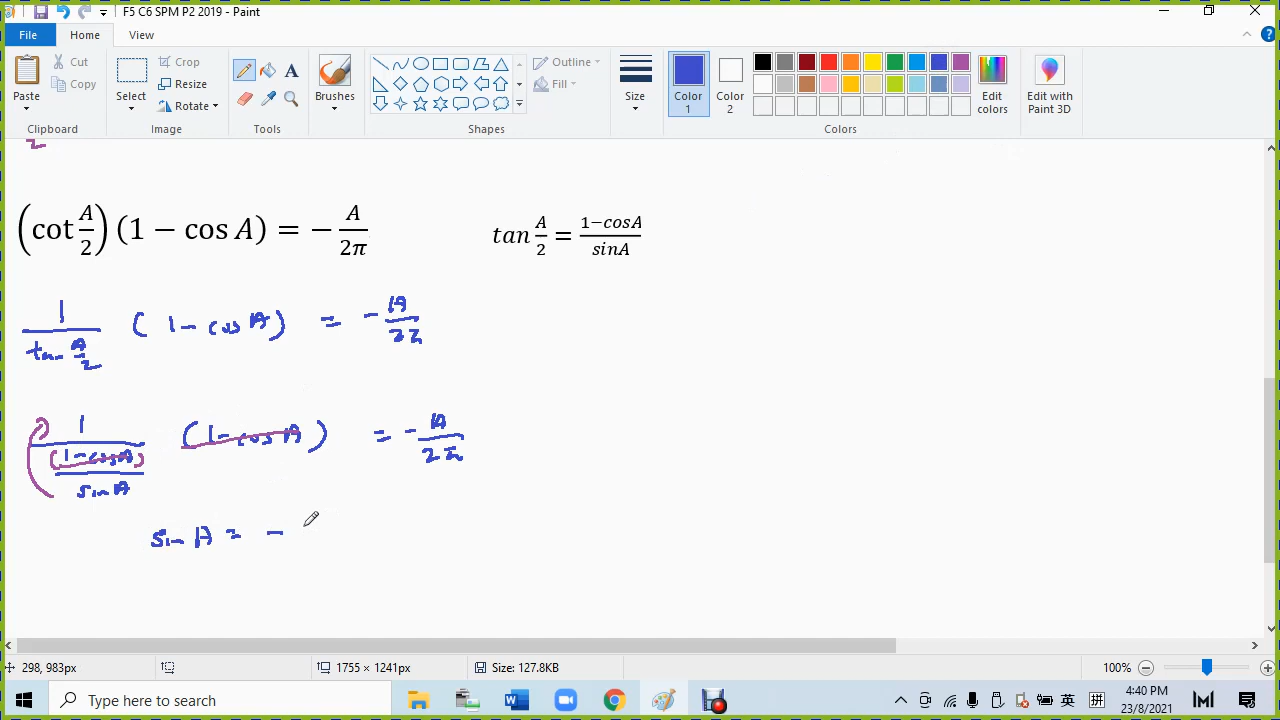 F5 C6 SPM P2 2019 - Paint
File Home View
Paste Cut Copy Select Crop Resize Rotate Brushes Outline Fill Size Color 1 Color 2 Edit colors Edit with Paint 3D
Clipboard Image Tools Shapes Colors
2
(cot A/2)(1 − cos A) = − A/2π
tan A/2 = 1−cosA/sinA
1/tan A/2 (1 - cos A) = - A/2π
1/((1-cosA)/sinA) (1-cosA) = - A/2π
sin A = -
298, 983px 1755 × 1241px Size: 127.8KB 100%
Type here to search
英 拼 4:40 PM 23/8/2021